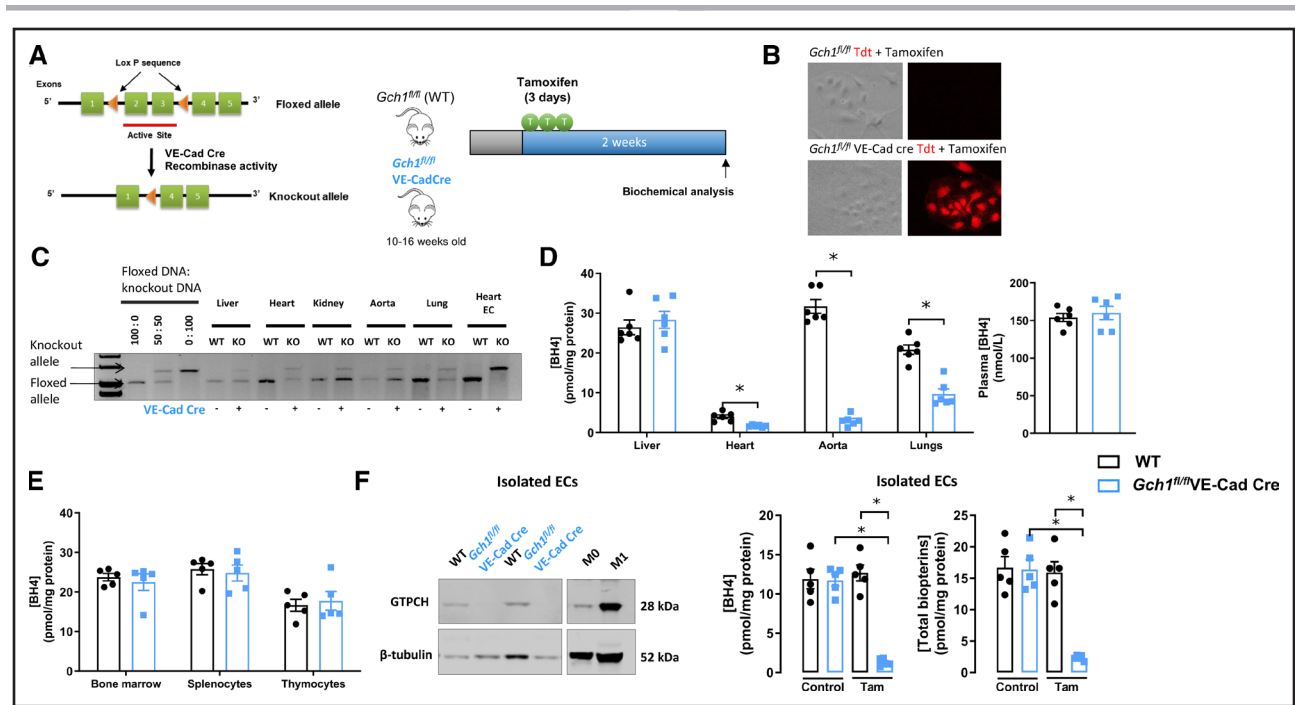 A
Lox P sequence
Exons
5’
1
2
3
4
5
3’
Floxed allele
Active Site
VE-Cad Cre
Recombinase activity
5’
1
4
5
3’
Knockout allele
Gch1fl/fl (WT)
Gch1fl/fl
VE-CadCre
10-16 weeks old
Tamoxifen
(3 days)
T T T
2 weeks
Biochemical analysis
B
Gch1fl/fl Tdt + Tamoxifen
Gch1fl/fl VE-Cad cre Tdt + Tamoxifen
C
Floxed DNA:
knockout DNA
100 : 0
50 : 50
0 : 100
Liver Heart Kidney Aorta Lung Heart
EC
WT KO WT KO WT KO WT KO WT KO WT KO
Knockout
allele
Floxed
allele
VE-Cad Cre - + - + - + - + - + - +
D
[BH4]
(pmol/mg protein)
40
30
20
10
0
*
*
*
Liver Heart Aorta Lungs
Plasma [BH4]
(nmol/L)
200
150
100
50
0
WT
Gch1fl/flVE-Cad Cre
E
[BH4]
(pmol/mg protein)
40
30
20
10
0
Bone marrow Splenocytes Thymocytes
F
Isolated ECs
WT
Gch1fl/fl
VE-Cad Cre
WT
Gch1fl/fl
VE-Cad Cre
M0
M1
GTPCH
28 kDa
β-tubulin
52 kDa
Isolated ECs
[BH4]
(pmol/mg protein)
20
15
10
5
0
*
*
Control Tam
[Total biopterins]
(pmol/mg protein)
25
20
15
10
5
0
*
*
Control Tam